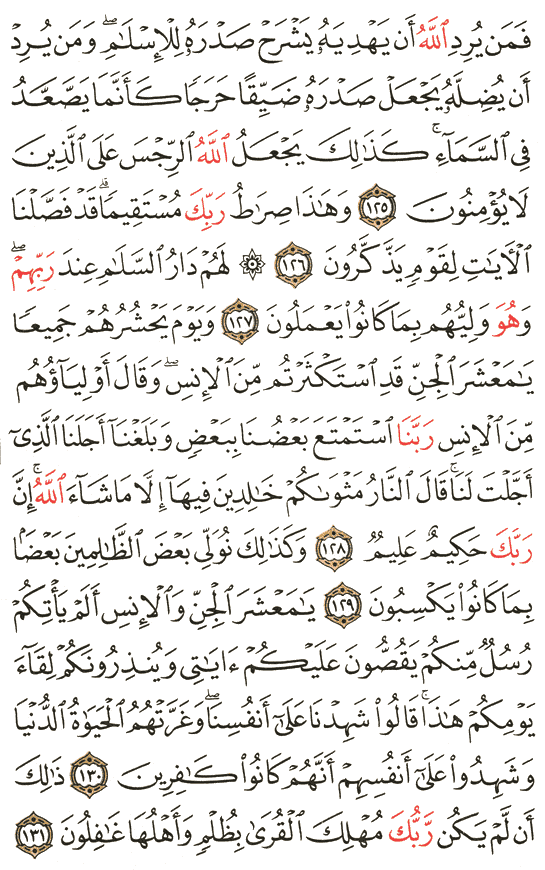 فَمَن يُرِدِ ٱللَّهُ أَن يَهْدِيَهُۥ يَشْرَحْ صَدْرَهُۥ لِلْإِسْلَٰمِۖ وَمَن يُرِدْ
أَن يُضِلَّهُۥ يَجْعَلْ صَدْرَهُۥ ضَيِّقًا حَرَجًا كَأَنَّمَا يَصَّعَّدُ
فِي ٱلسَّمَآءِۚ كَذَٰلِكَ يَجْعَلُ ٱللَّهُ ٱلرِّجْسَ عَلَى ٱلَّذِينَ
لَا يُؤْمِنُونَ ١٢٥ وَهَٰذَا صِرَٰطُ رَبِّكَ مُسْتَقِيمًاۗ قَدْ فَصَّلْنَا
ٱلْـَٔايَٰتِ لِقَوْمٍ يَذَّكَّرُونَ ١٢٦ ۞ لَهُمْ دَارُ ٱلسَّلَٰمِ عِندَ رَبِّهِمْۖ
وَهُوَ وَلِيُّهُم بِمَا كَانُوا۟ يَعْمَلُونَ ١٢٧ وَيَوْمَ يَحْشُرُهُمْ جَمِيعًا
يَٰمَعْشَرَ ٱلْجِنِّ قَدِ ٱسْتَكْثَرْتُم مِّنَ ٱلْإِنسِۖ وَقَالَ أَوْلِيَآؤُهُم
مِّنَ ٱلْإِنسِ رَبَّنَا ٱسْتَمْتَعَ بَعْضُنَا بِبَعْضٍ وَبَلَغْنَآ أَجَلَنَا ٱلَّذِىٓ
أَجَّلْتَ لَنَاۚ قَالَ ٱلنَّارُ مَثْوَىٰكُمْ خَٰلِدِينَ فِيهَآ إِلَّا مَا شَآءَ ٱللَّهُۚ إِنَّ
رَبَّكَ حَكِيمٌ عَلِيمٌ ١٢٨ وَكَذَٰلِكَ نُوَلِّى بَعْضَ ٱلظَّٰلِمِينَ بَعْضًۢا
بِمَا كَانُوا۟ يَكْسِبُونَ ١٢٩ يَٰمَعْشَرَ ٱلْجِنِّ وَٱلْإِنسِ أَلَمْ يَأْتِكُمْ
رُسُلٌ مِّنكُمْ يَقُصُّونَ عَلَيْكُمْ ءَايَٰتِى وَيُنذِرُونَكُمْ لِقَآءَ
يَوْمِكُمْ هَٰذَاۚ قَالُوا۟ شَهِدْنَا عَلَىٰٓ أَنفُسِنَاۖ وَغَرَّتْهُمُ ٱلْحَيَوٰةُ ٱلدُّنْيَا
وَشَهِدُوا۟ عَلَىٰٓ أَنفُسِهِمْ أَنَّهُمْ كَانُوا۟ كَٰفِرِينَ ١٣٠ ذَٰلِكَ
أَن لَّمْ يَكُن رَّبُّكَ مُهْلِكَ ٱلْقُرَىٰ بِظُلْمٍ وَأَهْلُهَا غَٰفِلُونَ ١٣١